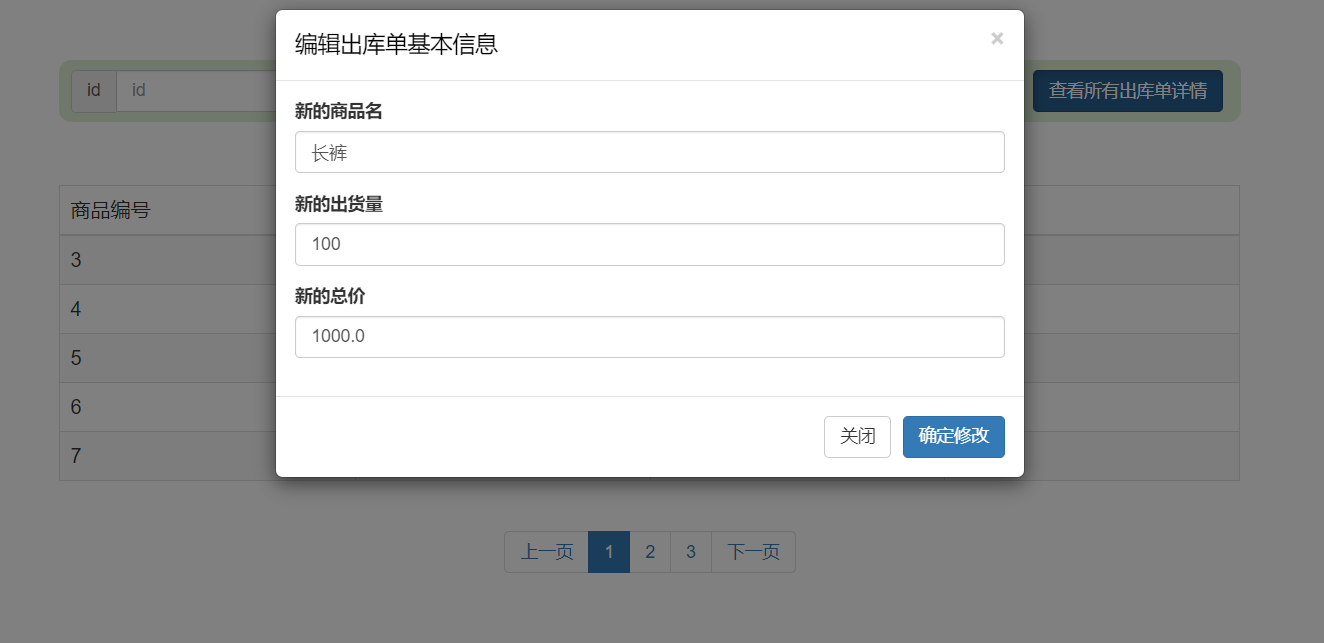 编辑出库单基本信息
×
id
id
查看所有出库单详情
新的商品名
长裤
新的出货量
100
新的总价
1000.0
关闭
确定修改
商品编号
3
4
5
6
7
上一页 1 2 3 下一页